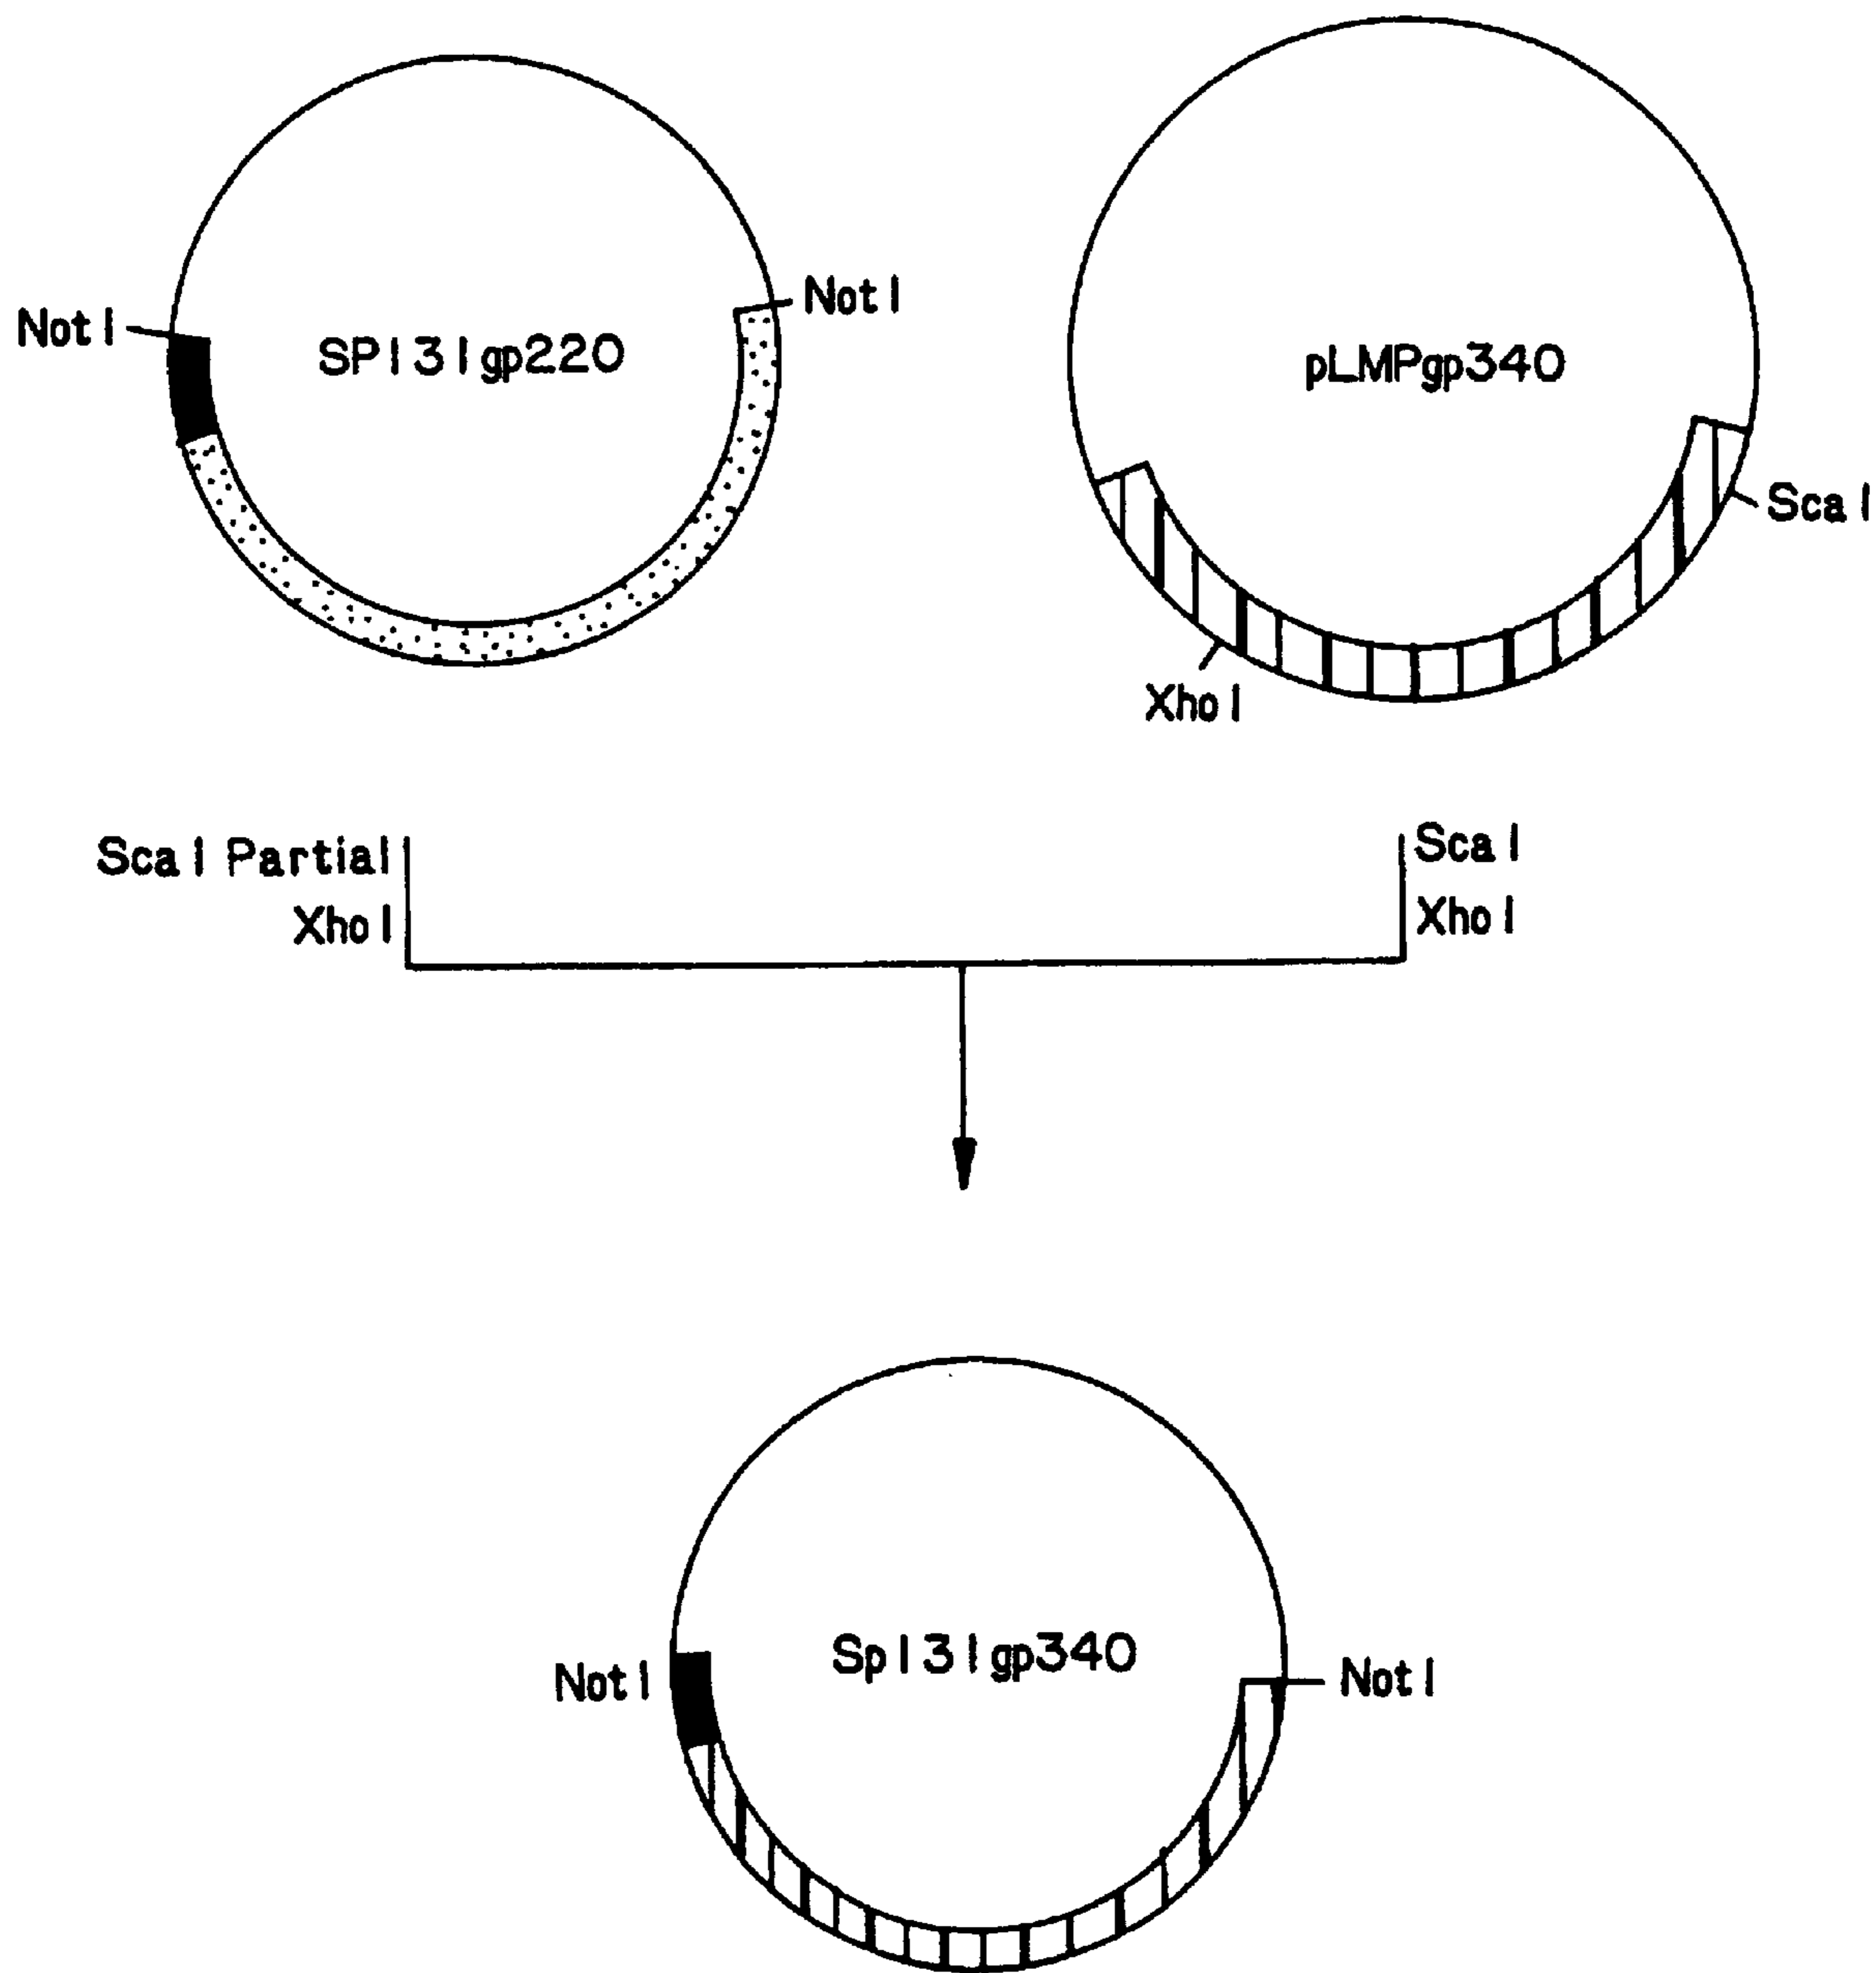 Not I
SP131gp220
Not I
pLMPgp340
Sca I
Xho I
Sca I Partial
Xho I
Sca I
Xho I
Sp131gp340
Not I
Not I